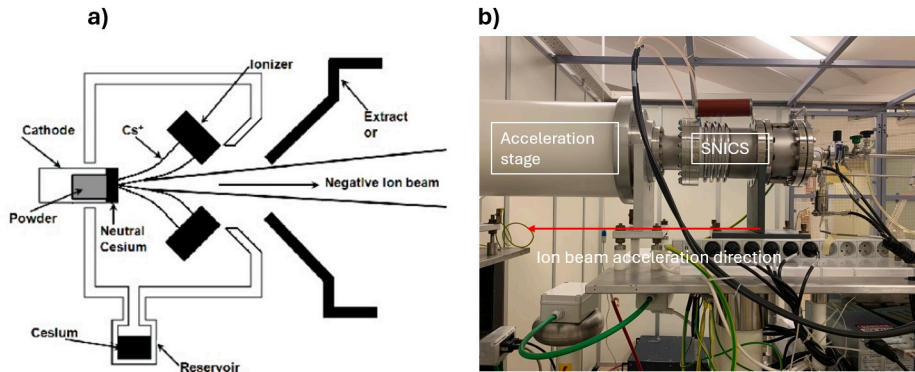 a)
Ionizer
Cathode
Cs⁺
Extract
or
Negative Ion beam
Powder
Neutral
Cesium
Cesium
Reservoir
b)
Acceleration
stage
SNICS
Ion beam acceleration direction